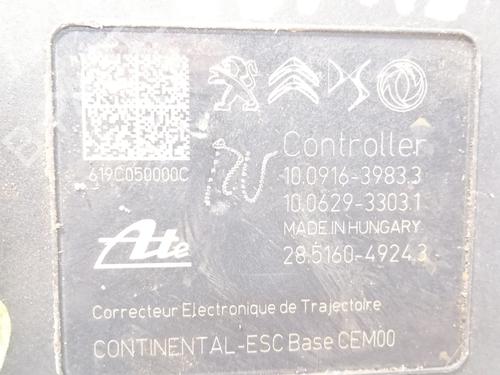 619C050000C
Controller
10.0916-3983.3
10.0629-3303.1
MADE IN HUNGARY
28.5160-4924.3
Ate
Correcteur Electronique de Trajectoire
CONTINENTAL-ESC Base CEM00